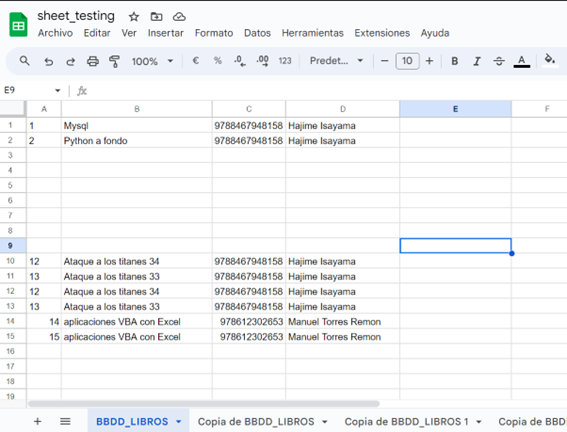 sheet_testing
Archivo Editar Ver Insertar Formato Datos Herramientas Extensiones Ayuda
100% € % .0 .00 123 Predet... − 10 + B I S A
E9 fx
A B C D E F
1 1 Mysql 9788467948158 Hajime Isayama
2 2 Python a fondo 9788467948158 Hajime Isayama
3
4
5
6
7
8
9
10 12 Ataque a los titanes 34 9788467948158 Hajime Isayama
11 13 Ataque a los titanes 33 9788467948158 Hajime Isayama
12 12 Ataque a los titanes 34 9788467948158 Hajime Isayama
13 13 Ataque a los titanes 33 9788467948158 Hajime Isayama
14 14 aplicaciones VBA con Excel 978612302653 Manuel Torres Remon
15 15 aplicaciones VBA con Excel 978612302653 Manuel Torres Remon
16
17
18
19
+ BBDD_LIBROS Copia de BBDD_LIBROS Copia de BBDD_LIBROS 1 Copia de BBD